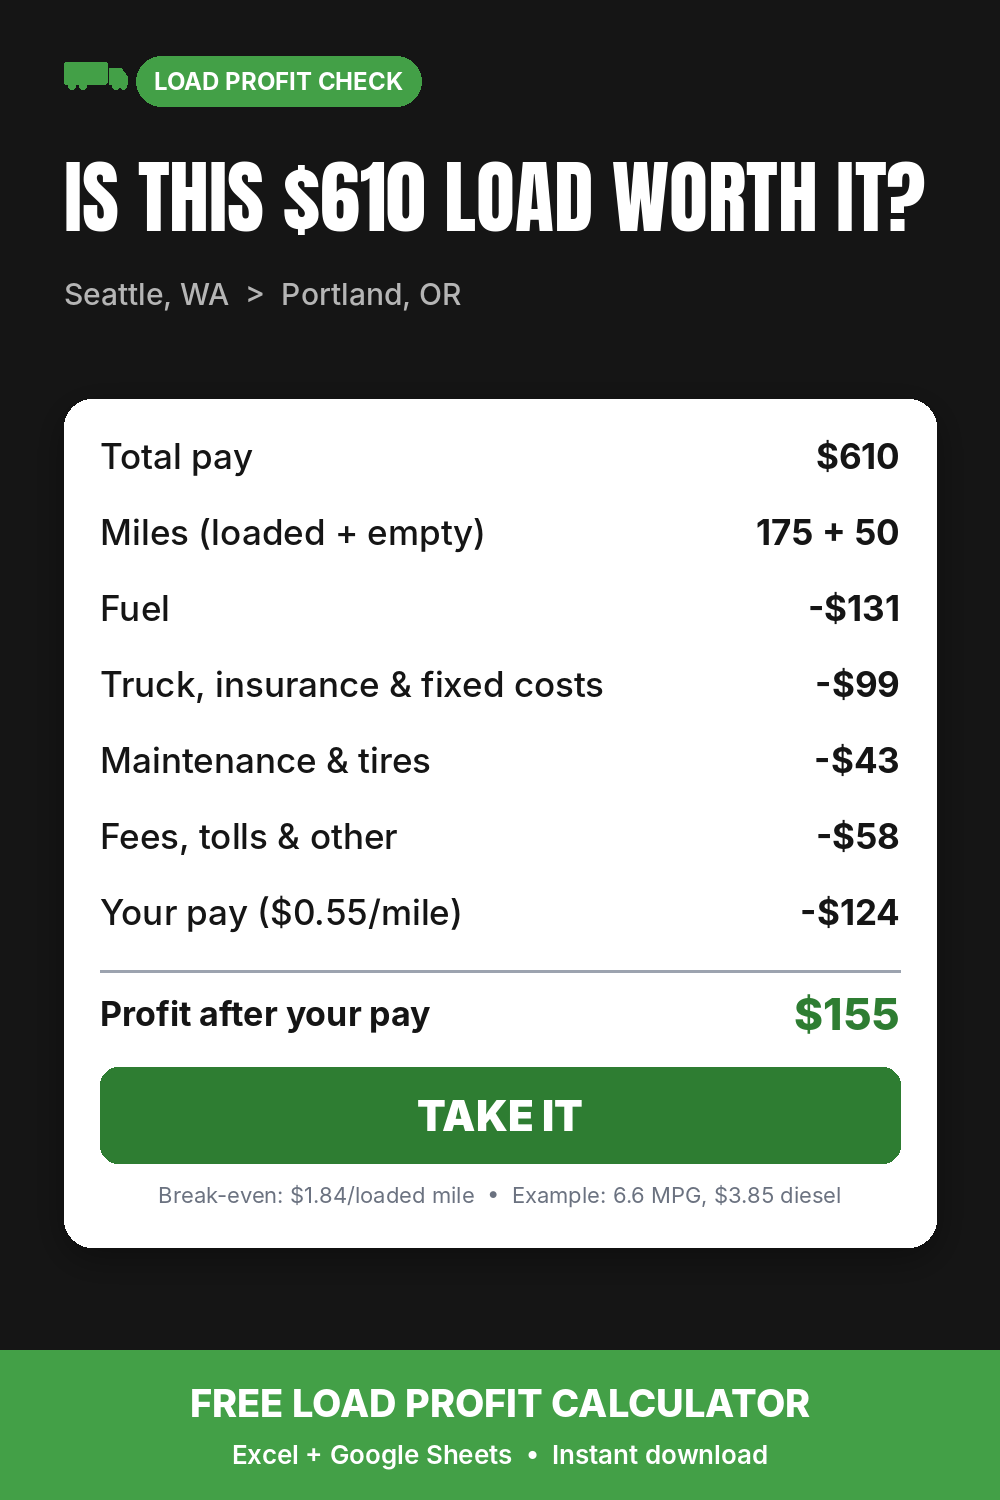 LOAD PROFIT CHECK
IS THIS $610 LOAD WORTH IT?
Seattle, WA > Portland, OR
Total pay $610
Miles (loaded + empty) 175 + 50
Fuel -$131
Truck, insurance & fixed costs -$99
Maintenance & tires -$43
Fees, tolls & other -$58
Your pay ($0.55/mile) -$124
Profit after your pay $155
TAKE IT
Break-even: $1.84/loaded mile • Example: 6.6 MPG, $3.85 diesel
FREE LOAD PROFIT CALCULATOR
Excel + Google Sheets • Instant download